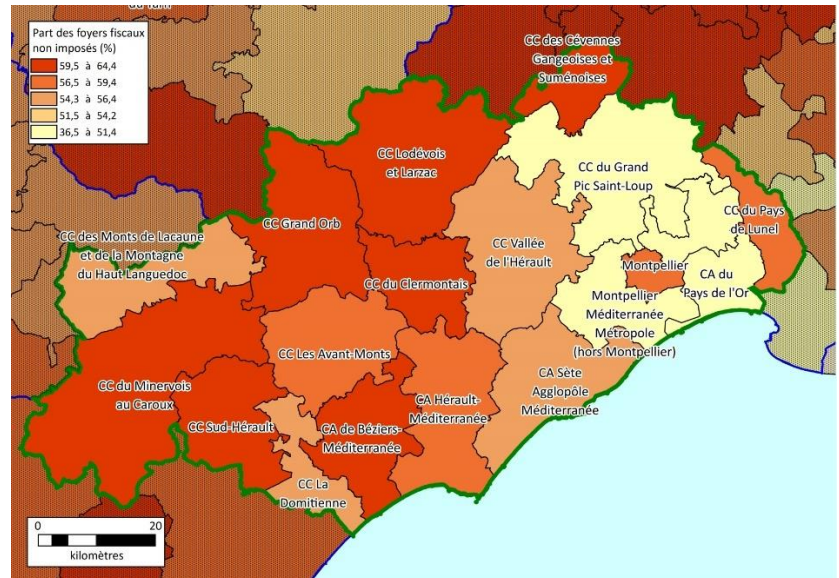 du Tarn
Part des foyers fiscaux
non imposés (%)
59,5 à 64,4
56,5 à 59,4
54,3 à 56,4
51,5 à 54,2
36,5 à 51,4
CC des Cévennes
Gangeoises et
Suménoises
CC Lodévois
et Larzac
CC du Grand
Pic Saint-Loup
CC Grand Orb
CC du Pays
de Lunel
CC des Monts de Lacaune
et de la Montagne
du Haut Languedoc
CC Vallée
de l'Hérault
Montpellier
CC du Clermontais
CA du
Pays de l'Or
Montpellier
Méditerranée
Métropole
(hors Montpellier)
CC Les Avant-Monts
CC du Minervois
au Caroux
CA Hérault-
Méditerranée
CA Sète
Agglopôle
Méditerranée
CC Sud-Hérault
CA de Béziers-
Méditerranée
CC La
Domitienne
0 20
kilomètres